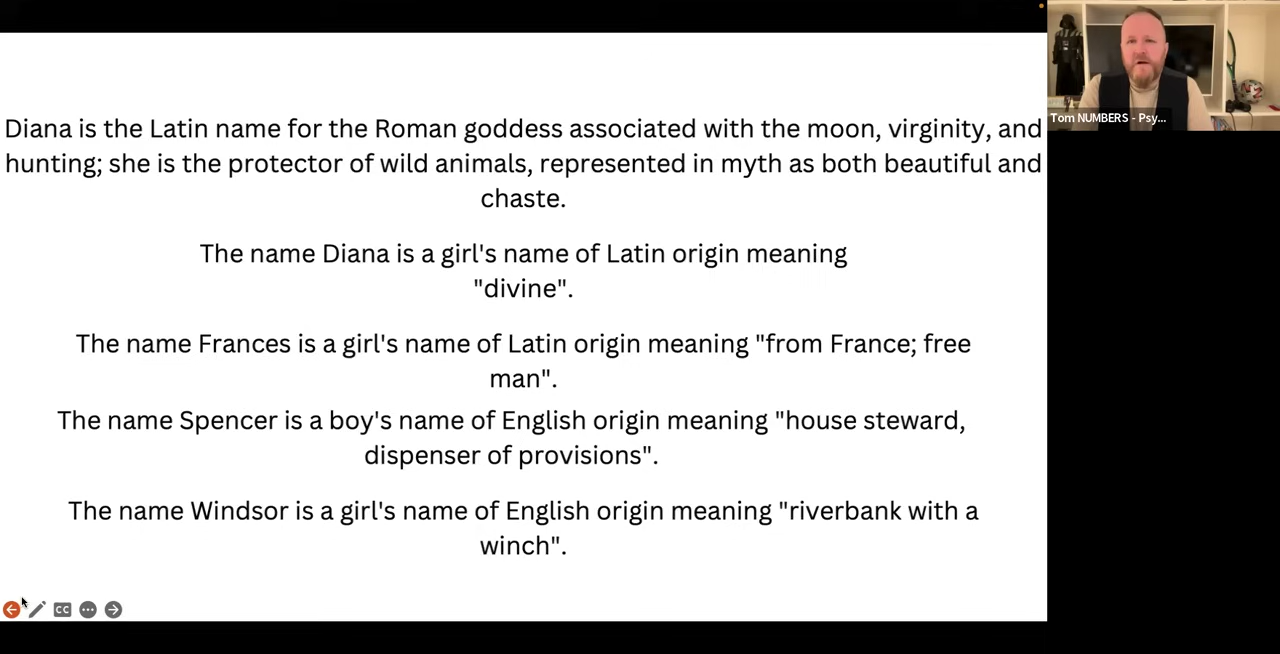 Diana is the Latin name for the Roman goddess associated with the moon, virginity, and
hunting; she is the protector of wild animals, represented in myth as both beautiful and
chaste.
The name Diana is a girl's name of Latin origin meaning
"divine".
The name Frances is a girl's name of Latin origin meaning "from France; free
man".
The name Spencer is a boy's name of English origin meaning "house steward,
dispenser of provisions".
The name Windsor is a girl's name of English origin meaning "riverbank with a
winch".
Tom NUMBERS - Psy...
CC